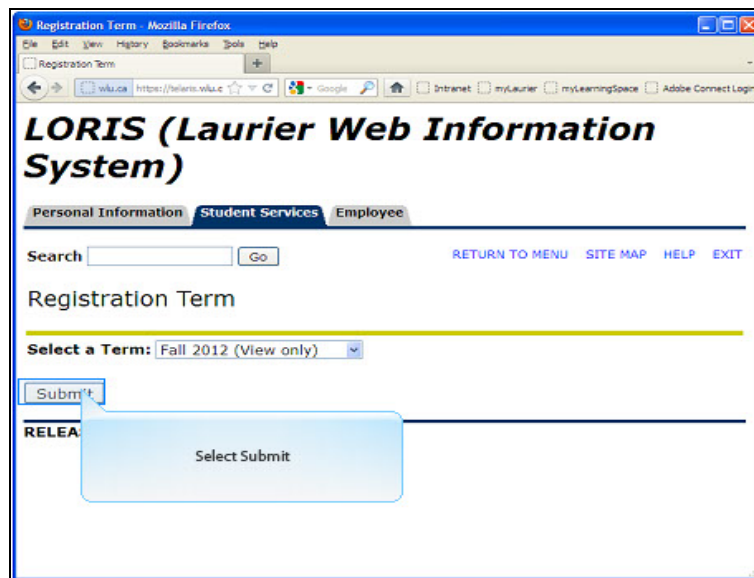 Registration Term - Mozilla Firefox
File Edit View History Bookmarks Tools Help
Registration Term
wlu.ca https://telaris.wlu.c Google Intranet myLaurier myLearningSpace Adobe Connect Login
LORIS (Laurier Web Information
System)
Personal Information Student Services Employee
Search Go RETURN TO MENU SITE MAP HELP EXIT
Registration Term
Select a Term: Fall 2012 (View only)
Submit
RELEA
Select Submit